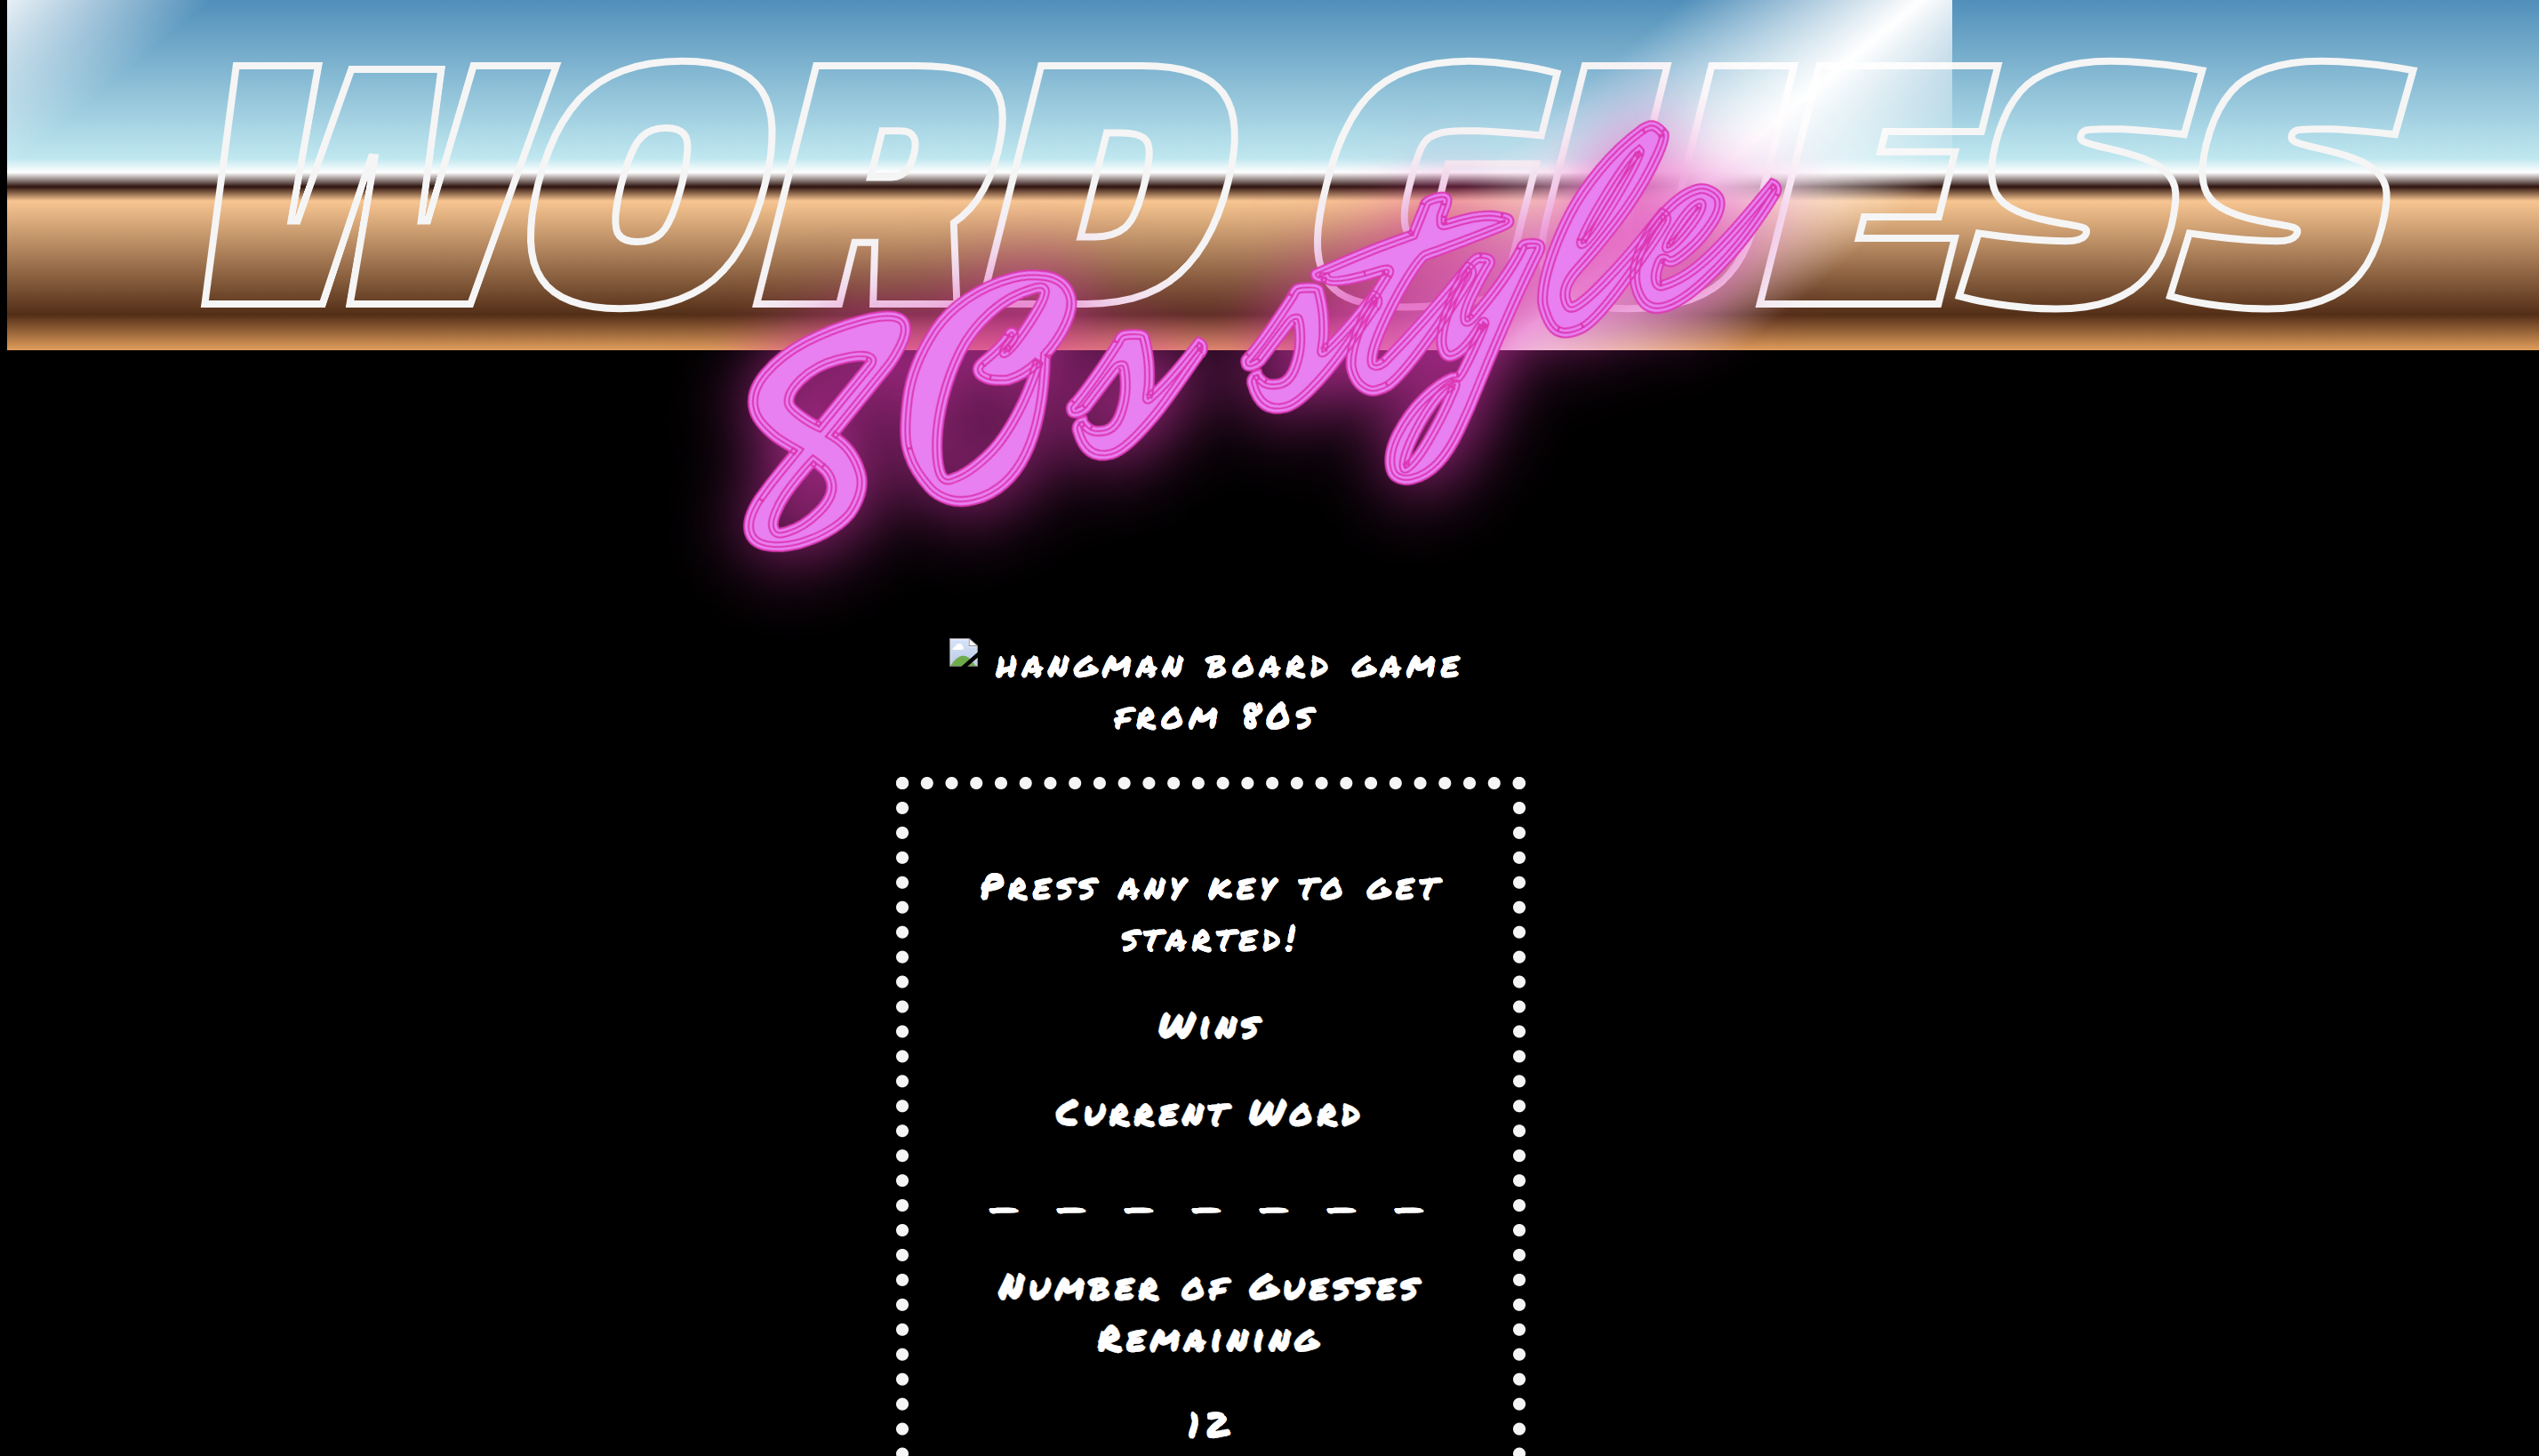 WORD GUESS
80s style
hangman board game
from 80s
Press any key to get
started!
Wins
Current Word
_ _ _ _ _ _ _
Number of Guesses
Remaining
12